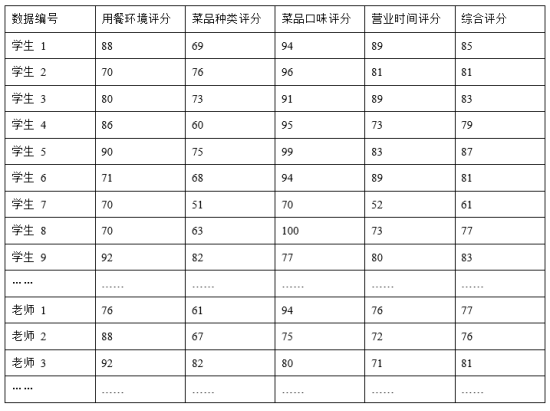 数据编号 用餐环境评分 菜品种类评分 菜品口味评分 营业时间评分 综合评分
学生 1 88 69 94 89 85
学生 2 70 76 96 81 81
学生 3 80 73 91 89 83
学生 4 86 60 95 73 79
学生 5 90 75 99 83 87
学生 6 71 68 94 89 81
学生 7 70 51 70 52 61
学生 8 70 63 100 73 77
学生 9 92 82 77 80 83
…… …… …… …… …… ……
老师 1 76 61 94 76 77
老师 2 88 67 75 72 76
老师 3 92 82 80 71 81
…… …… …… …… …… ……